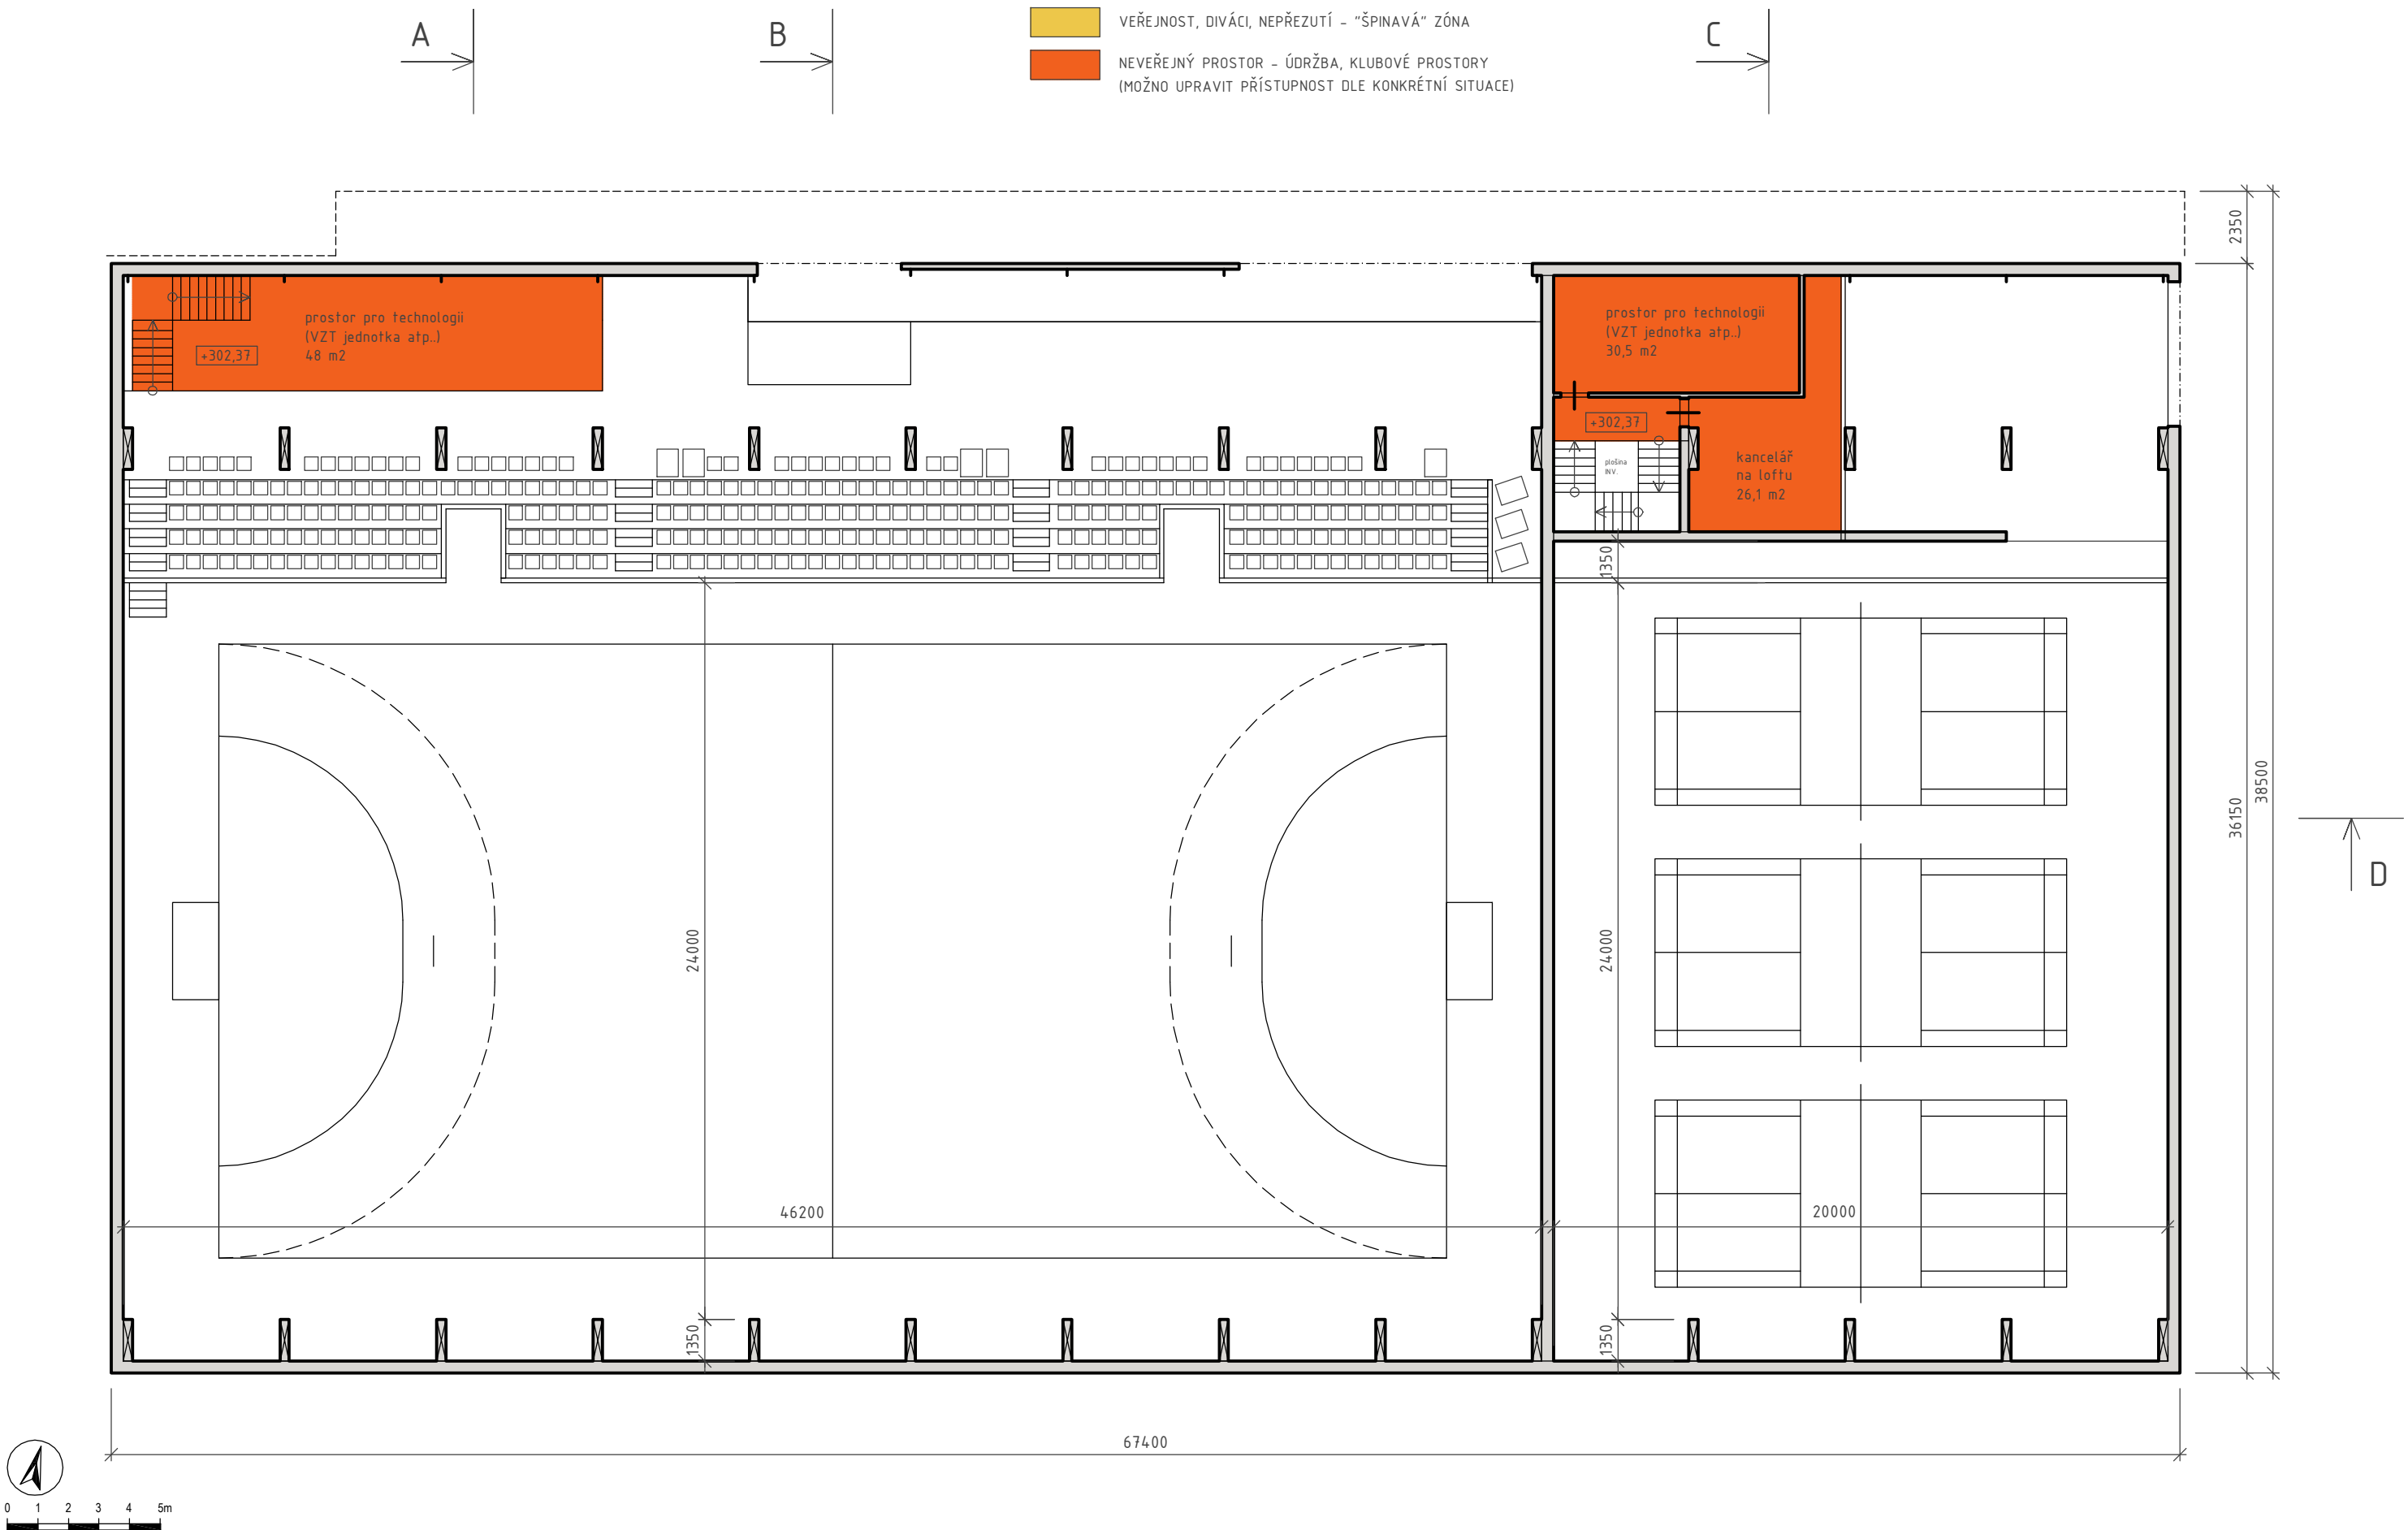 A
B
C
VEŘEJNOST, DIVÁCI, NEPŘEZUTÍ - "ŠPINAVÁ" ZÓNA
NEVEŘEJNÝ PROSTOR - ÚDRŽBA, KLUBOVÉ PROSTORY
(MOŽNO UPRAVIT PŘÍSTUPNOST DLE KONKRÉTNÍ SITUACE)
2350
prostor pro technologii
(VZT jednotka atp..)
48 m2
+302,37
prostor pro technologii
(VZT jednotka atp..)
30,5 m2
+302,37
plošina
INV.
kancelář
na loftu
26,1 m2
1350
38500
36150
D
24000
24000
46200
20000
1350
1350
67400
0 1 2 3 4 5m